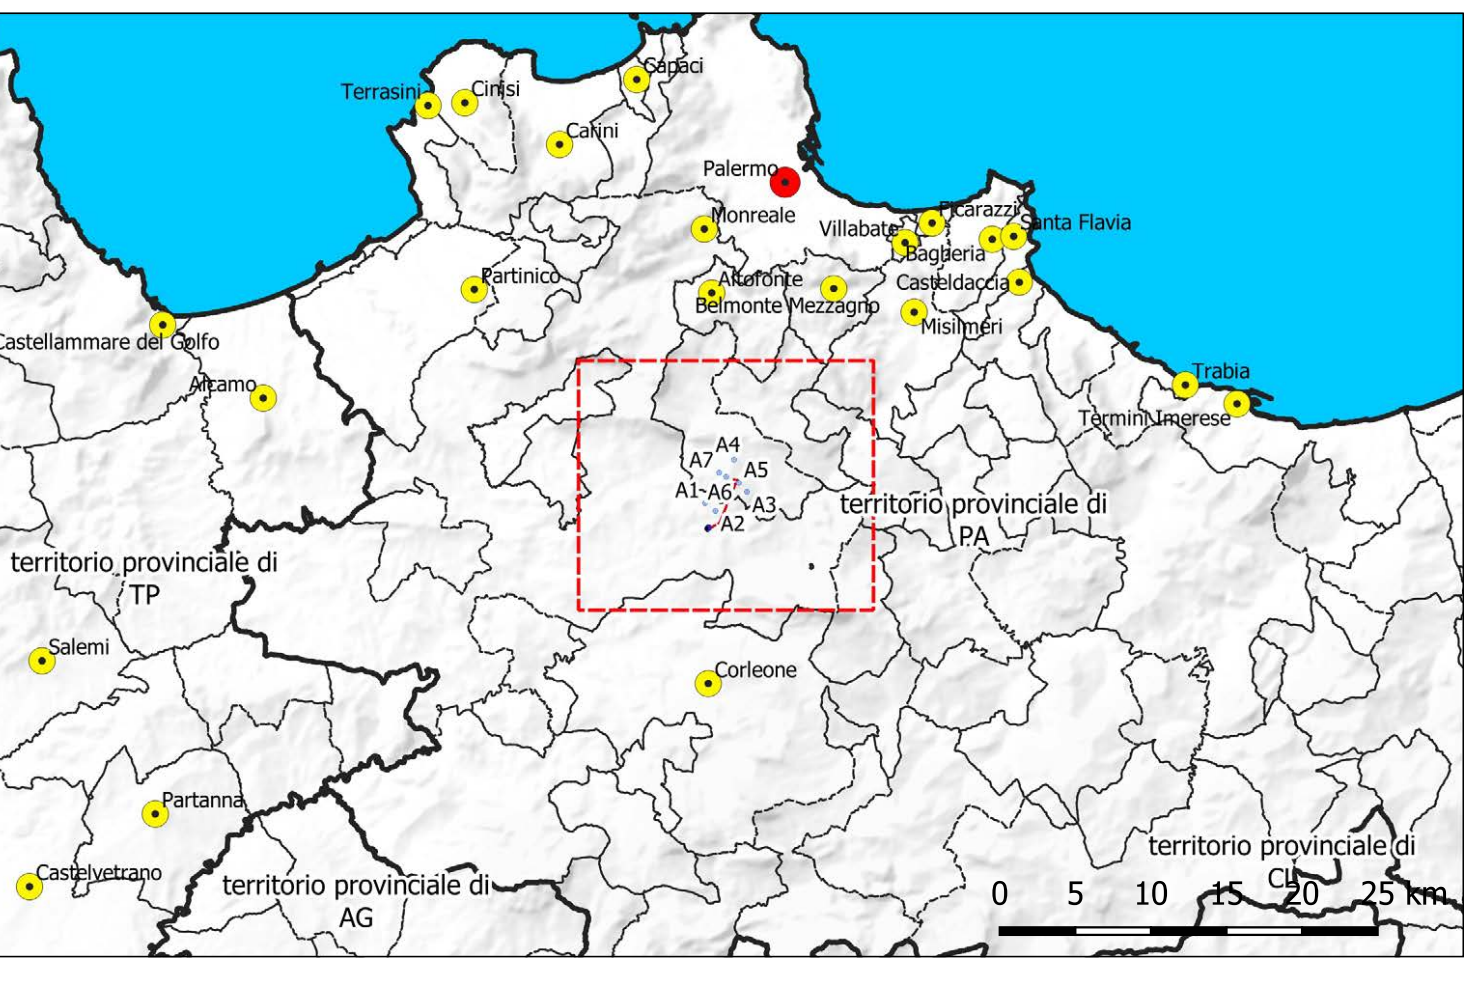 Capaci
Terrasini
Cinisi
Carini
Palermo
Monreale
Ficarazzi
Villabate
Santa Flavia
Bagheria
Partinico
Altofonte
Casteldaccia
Belmonte Mezzagno
Misilmeri
Castellammare del Golfo
Trabia
Alcamo
Termini Imerese
A4
A7
A5
A1
A6
A3
A2
territorio provinciale di
PA
territorio provinciale di
TP
Salemi
Corleone
Partanna
territorio provinciale di
CL
Castelvetrano
territorio provinciale di
AG
0 5 10 15 20 25 km